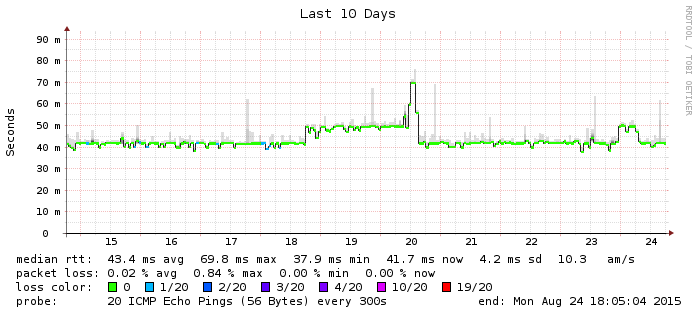 Last 10 Days
RRDTOOL / TOBI OETIKER
Seconds
90 m
80 m
70 m
60 m
50 m
40 m
30 m
20 m
10 m
0
15 16 17 18 19 20 21 22 23 24
median rtt: 43.4 ms avg 69.8 ms max 37.9 ms min 41.7 ms now 4.2 ms sd 10.3 am/s
packet loss: 0.02 % avg 0.84 % max 0.00 % min 0.00 % now
loss color: 0 1/20 2/20 3/20 4/20 10/20 19/20
probe: 20 ICMP Echo Pings (56 Bytes) every 300s end: Mon Aug 24 18:05:04 2015